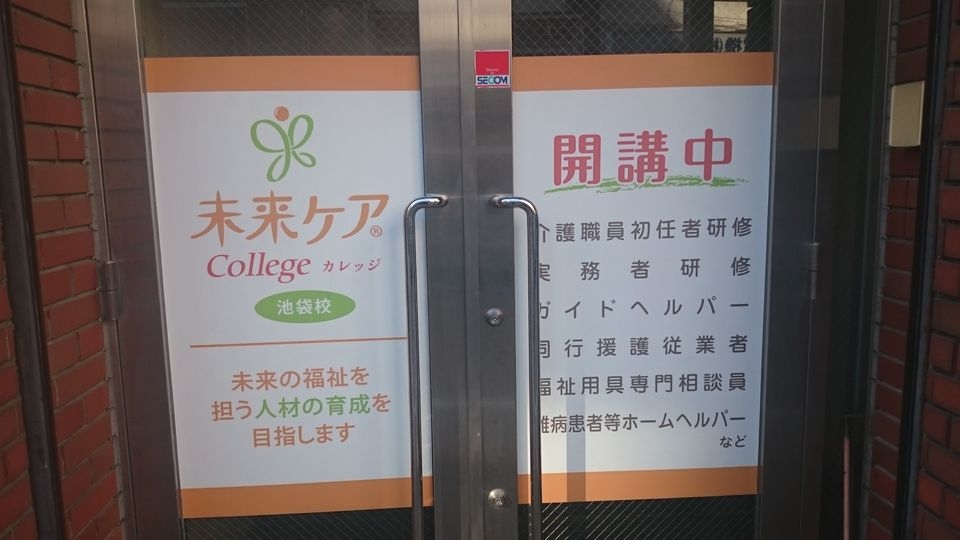 未来ケア®
College カレッジ
池袋校
未来の福祉を
担う人材の育成を
目指します
SECOM
開講中
介護職員初任者研修
実務者研修
ガイドヘルパー
同行援護従業者
福祉用具専門相談員
難病患者等ホームヘルパー
など